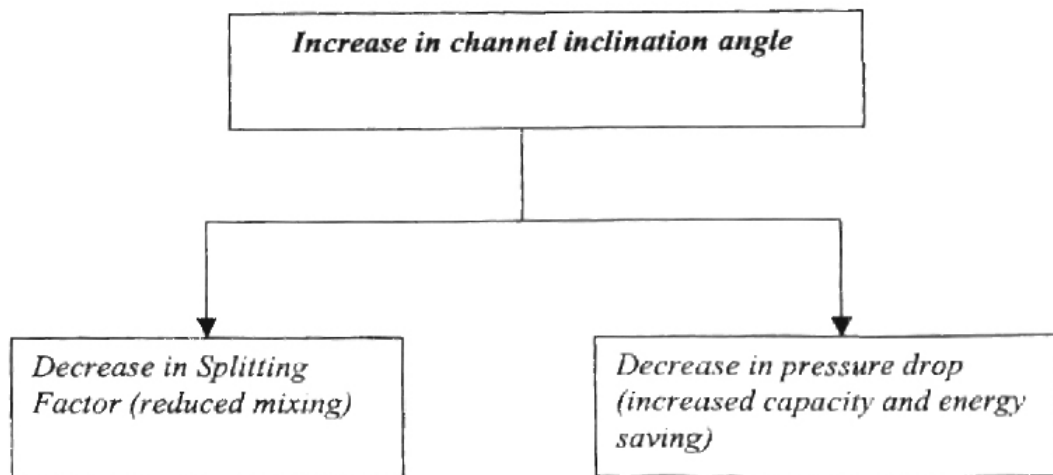 Increase in channel inclination angle
Decrease in Splitting
Factor (reduced mixing)
Decrease in pressure drop
(increased capacity and energy
saving)